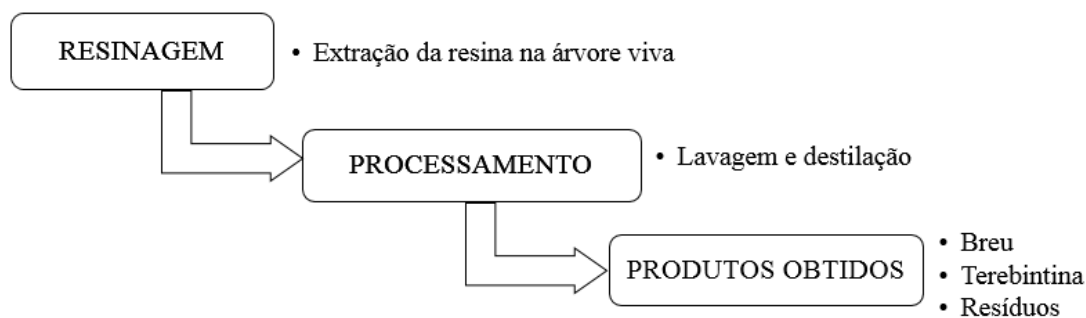 RESINAGEM
• Extração da resina na árvore viva
PROCESSAMENTO
• Lavagem e destilação
PRODUTOS OBTIDOS
• Breu
• Terebintina
• Resíduos